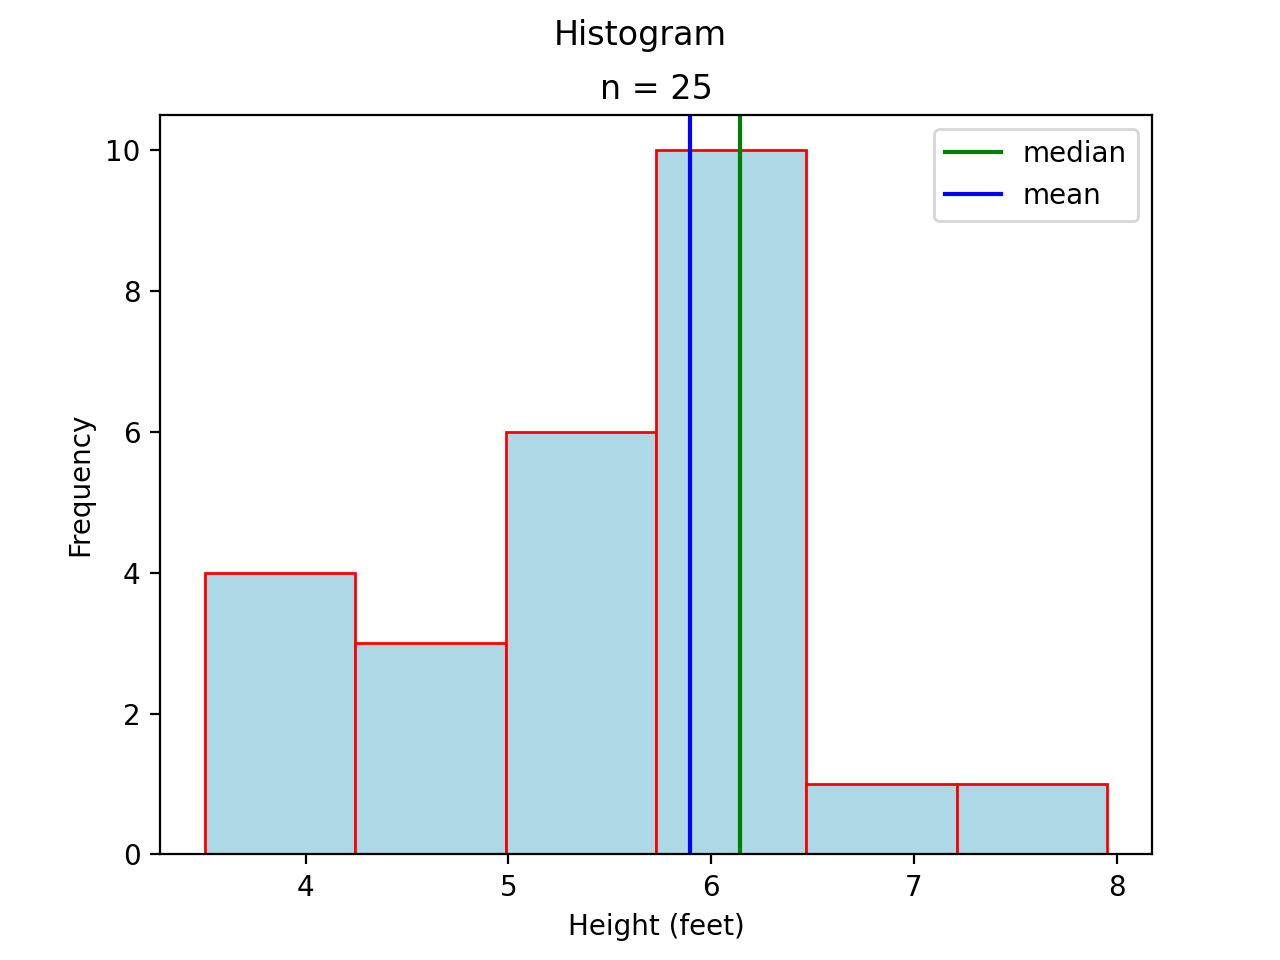 Histogram
n = 25
10
8
6
4
2
0
Frequency
4 5 6 7 8
Height (feet)
median
mean